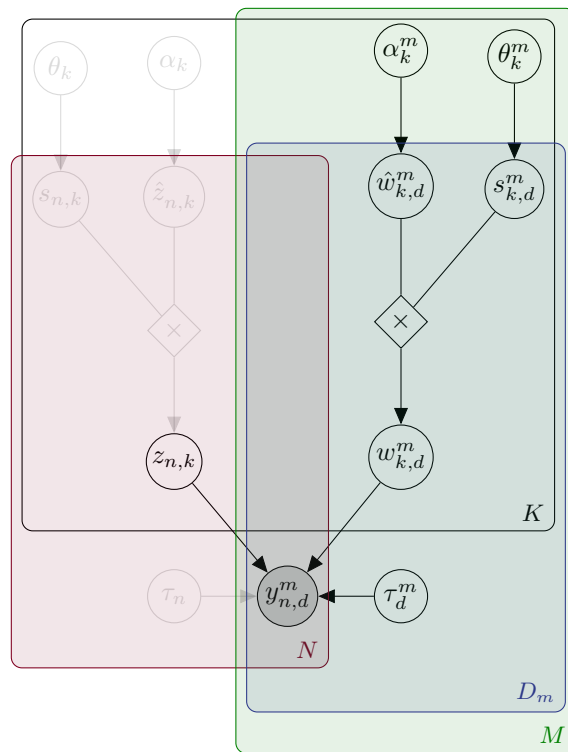 θ_k α_k α_k^m θ_k^m
s_{n,k} ẑ_{n,k} ŵ_{k,d}^m s_{k,d}^m
× ×
z_{n,k} w_{k,d}^m
K
τ_n y_{n,d}^m τ_d^m
N
D_m
M